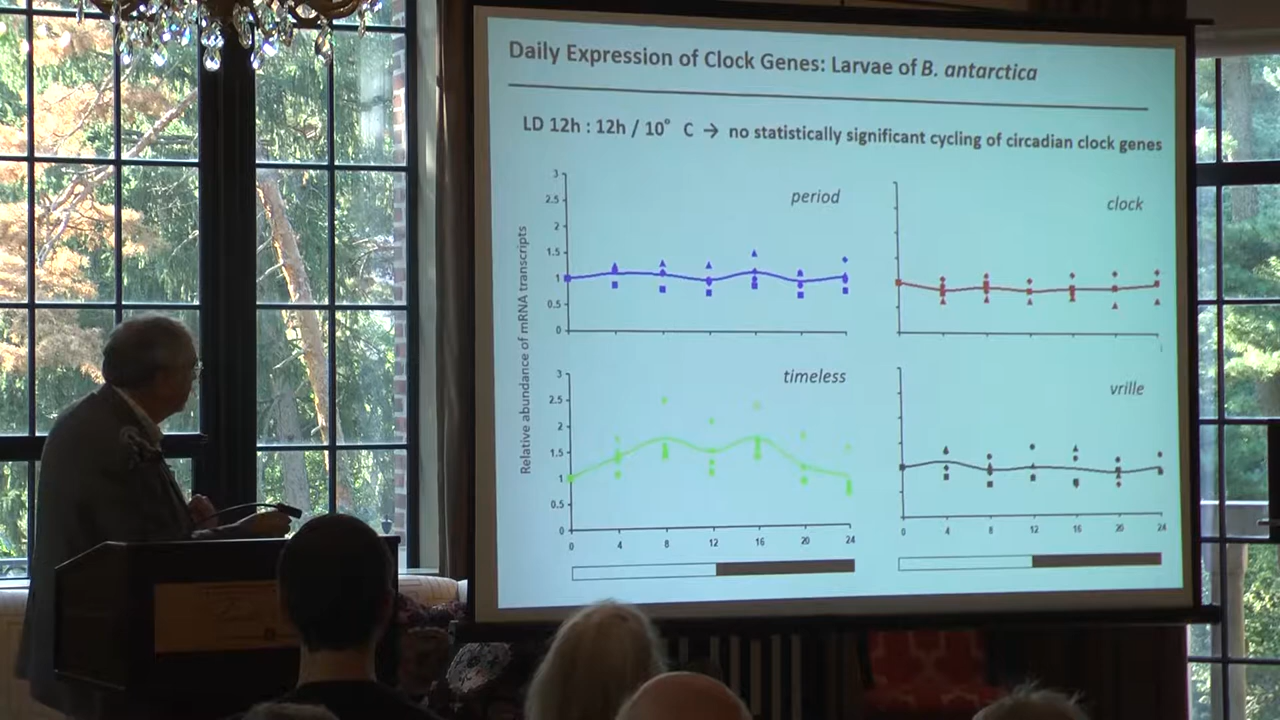 Daily Expression of Clock Genes: Larvae of B. antarctica
LD 12h : 12h / 10° C → no statistically significant cycling of circadian clock genes
Relative abundance of mRNA transcripts
3
2.5
2
1.5
1
0.5
0
period
clock
3
2.5
2
1.5
1
0.5
0
timeless
0 4 8 12 16 20 24
vrille
0 4 8 12 16 20 24